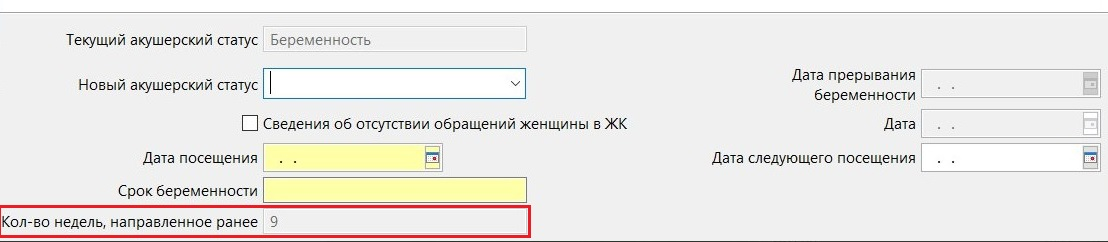 Текущий акушерский статус Беременность
Новый акушерский статус
Дата прерывания
беременности . .
Сведения об отсутствии обращений женщины в ЖК
Дата . .
Дата посещения . .
Дата следующего посещения . .
Срок беременности
Кол-во недель, направленное ранее 9